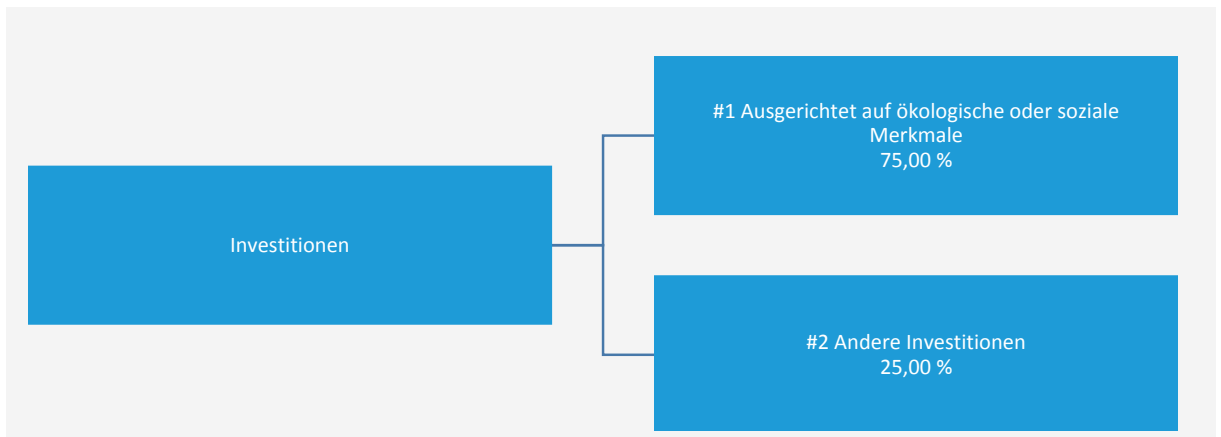 Investitionen
#1 Ausgerichtet auf ökologische oder soziale
Merkmale
75,00 %
#2 Andere Investitionen
25,00 %